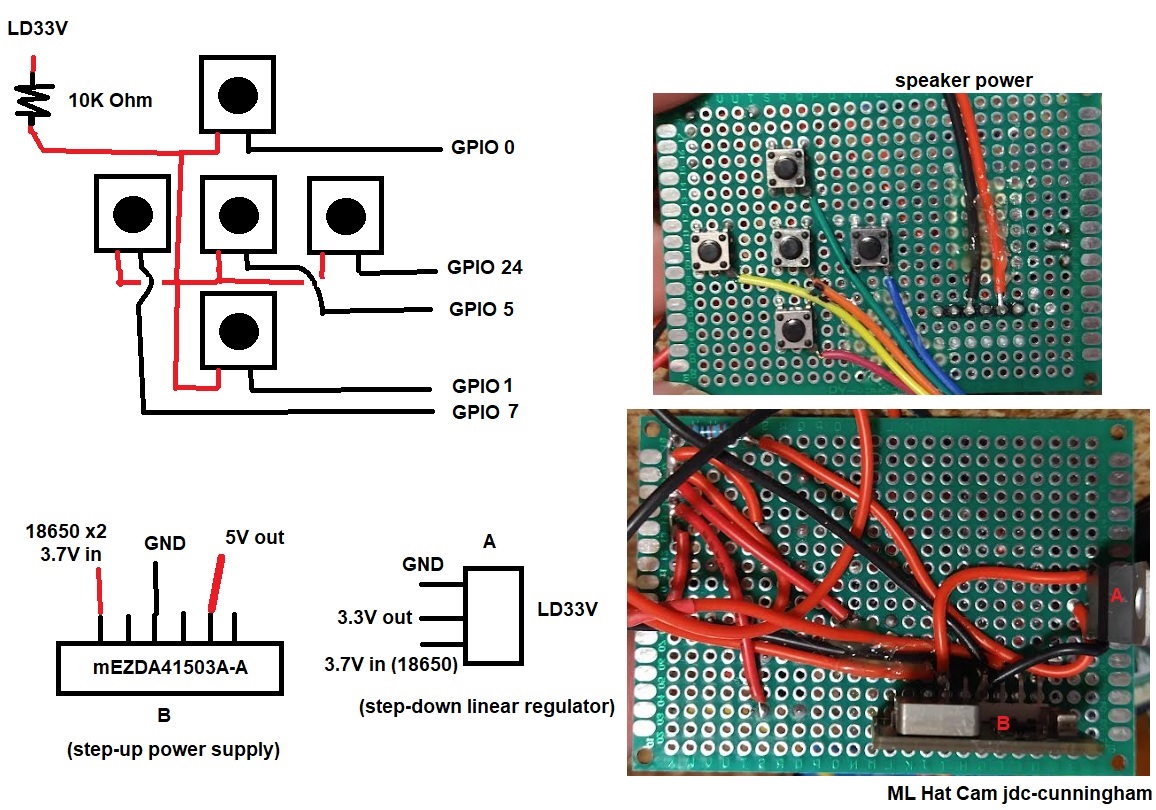 LD33V
10K Ohm
GPIO 0
GPIO 24
GPIO 5
GPIO 1
GPIO 7
speaker power
18650 x2
3.7V in
GND
5V out
mEZDA41503A-A
B
(step-up power supply)
A
GND
3.3V out
3.7V in (18650)
LD33V
(step-down linear regulator)
A
B
ML Hat Cam jdc-cunningham